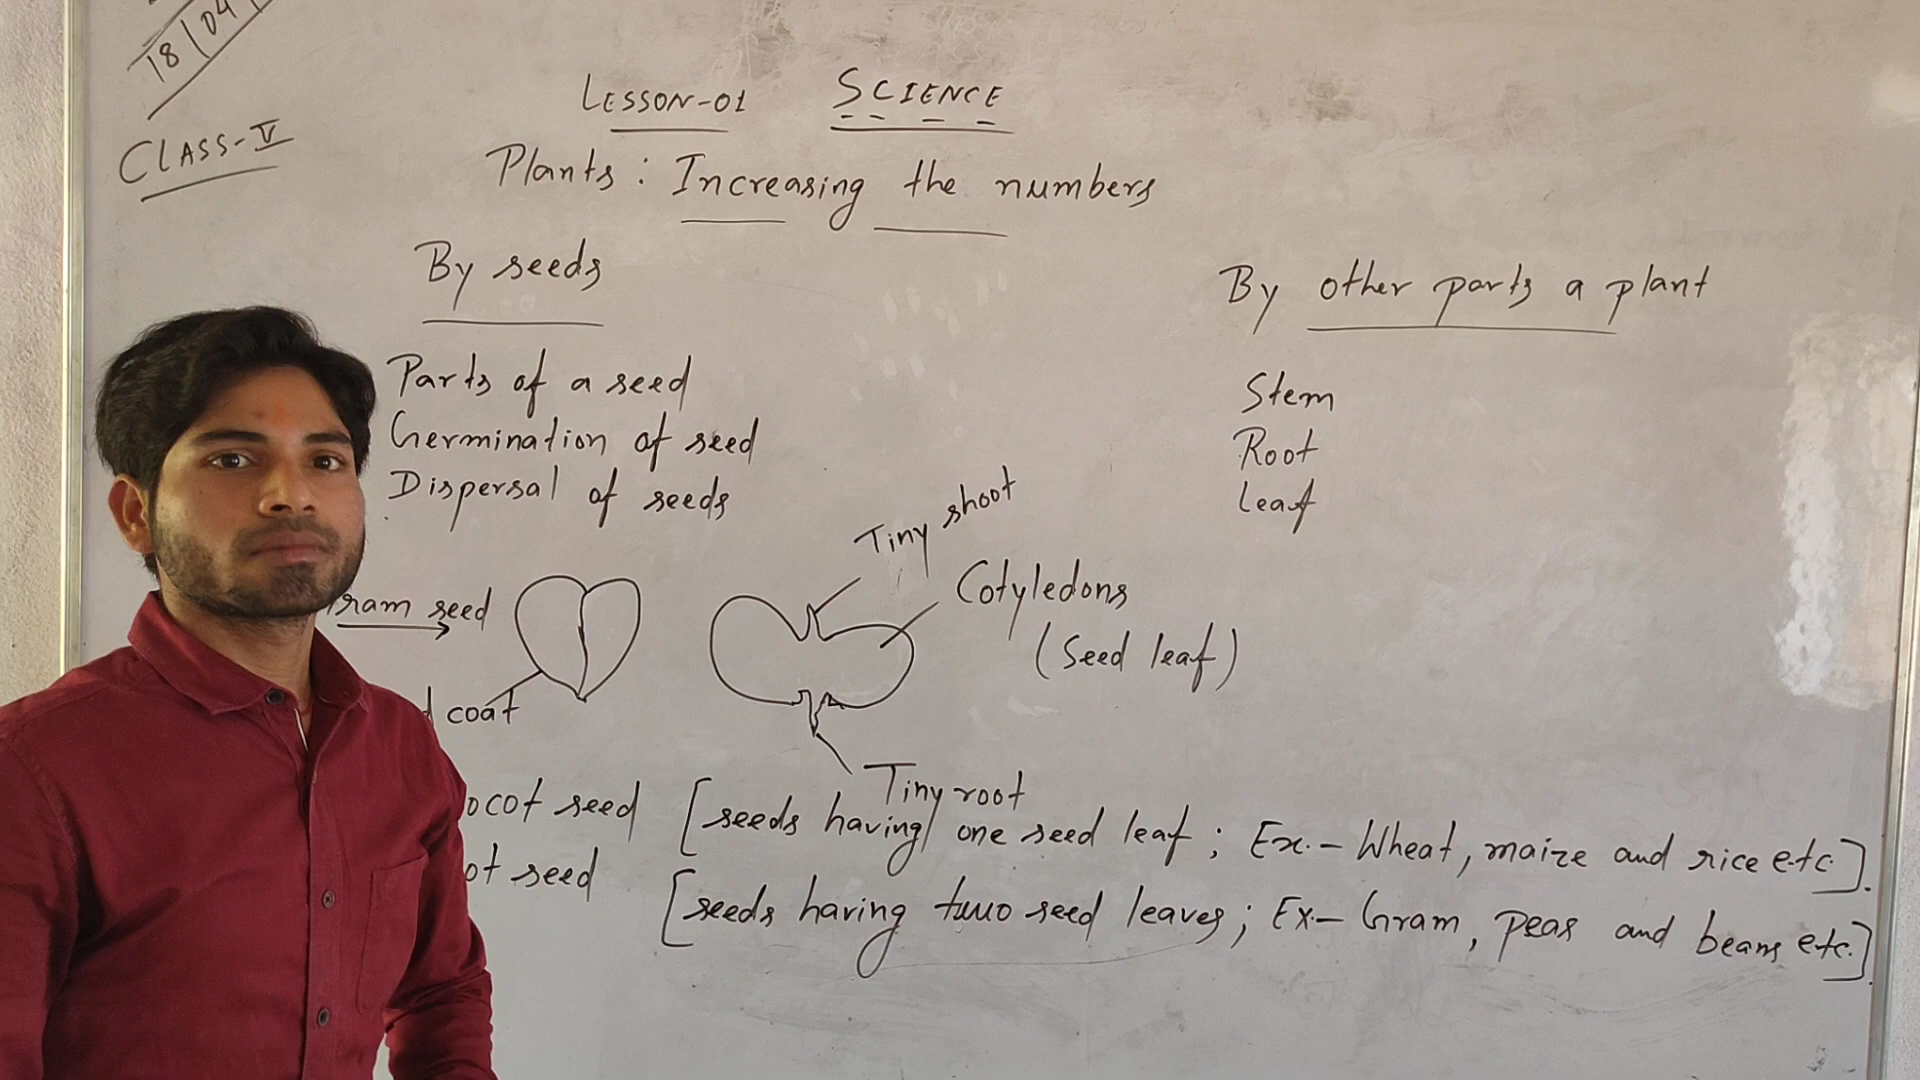 18/04
CLASS-V
LESSON-01 SCIENCE
Plants: Increasing the numbers
By seeds
Parts of a seed
Germination of seed
Dispersal of seeds
By other parts a plant
Stem
Root
Leaf
ram seed
coat
Tiny shoot
Cotyledons
(Seed leaf)
Tiny root
ocot seed [seeds having one seed leaf; Ex.- Wheat, maize and rice etc.].
ot seed [seeds having two seed leaves; Ex- Gram, peas and beans etc.].